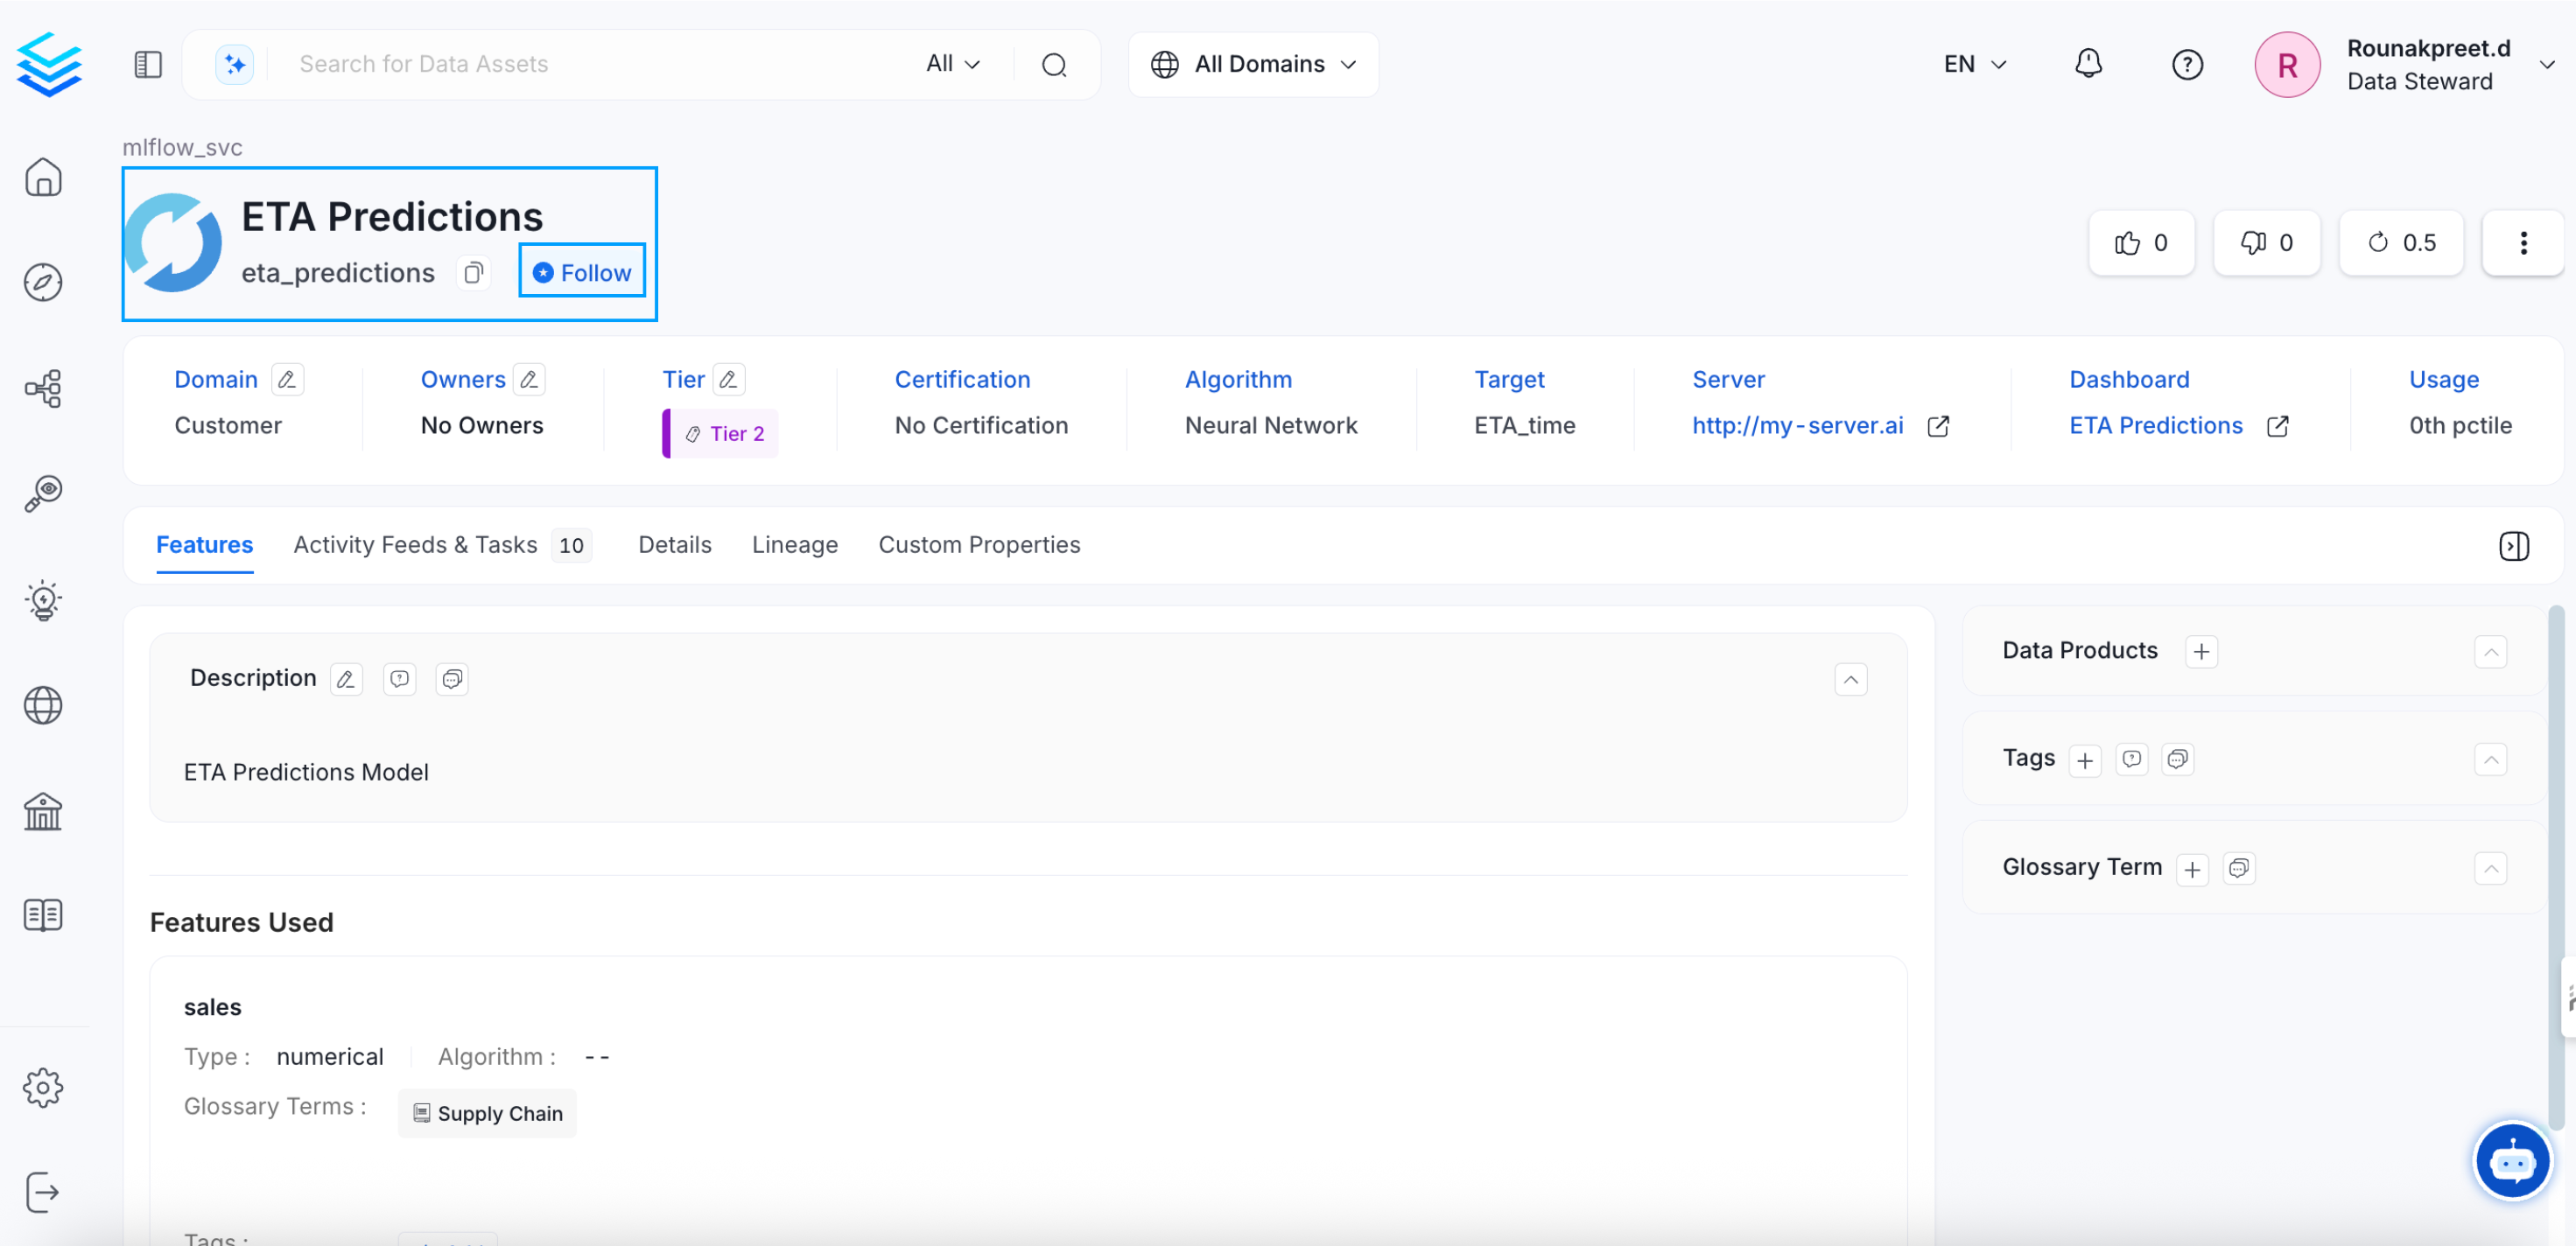 Search for Data Assets
All
All Domains
EN
R
Rounakpreet.d
Data Steward
mlflow_svc
ETA Predictions
eta_predictions
Follow
0
0
0.5
Domain
Owners
Tier
Certification
Algorithm
Target
Server
Dashboard
Usage
Customer
No Owners
Tier 2
No Certification
Neural Network
ETA_time
http://my-server.ai
ETA Predictions
0th pctile
Features
Activity Feeds & Tasks 10
Details
Lineage
Custom Properties
Description
ETA Predictions Model
Data Products
Tags
Glossary Term
Features Used
sales
Type : numerical
Algorithm : --
Glossary Terms : Supply Chain
Tags :